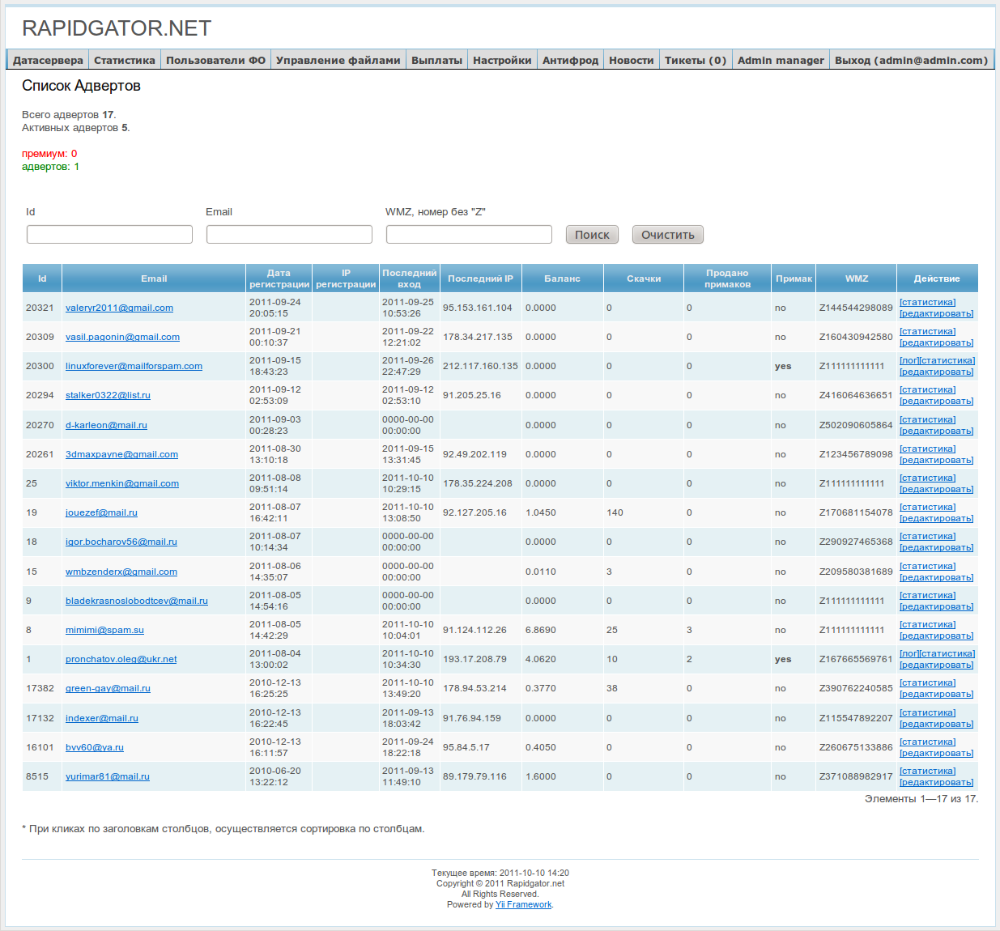 RAPIDGATOR.NET
Датасервера Статистика Пользователи ФО Управление файлами Выплаты Настройки Антифрод Новости Тикеты (0) Admin manager Выход (admin@admin.com)
Список Адвертов
Всего адвертов 17.
Активных адвертов 5.
премиум: 0
адвертов: 1
Id Email WMZ, номер без "Z"
Поиск Очистить
Id Email Дата регистрации IP регистрации Последний вход Последний IP Баланс Скачки Продано примаков Примак WMZ Действие
20321 valeryr2011@gmail.com 2011-09-24 20:05:15 2011-09-25 10:53:26 95.153.161.104 0.0000 0 0 no Z144544298089 [статистика] [редактировать]
20309 vasil.pagonin@gmail.com 2011-09-21 00:10:37 2011-09-22 12:21:02 178.34.217.135 0.0000 0 0 no Z160430942580 [статистика] [редактировать]
20300 linuxforever@mailforspam.com 2011-09-15 18:43:23 2011-09-26 22:47:29 212.117.160.135 0.0000 0 0 yes Z111111111111 [лог][статистика] [редактировать]
20294 stalker0322@list.ru 2011-09-12 02:53:09 2011-09-12 02:53:10 91.205.25.16 0.0000 0 0 no Z416064636651 [статистика] [редактировать]
20270 d-karleon@mail.ru 2011-09-03 00:28:23 0000-00-00 00:00:00 0.0000 0 0 no Z502090605864 [статистика] [редактировать]
20261 3dmaxpayne@gmail.com 2011-08-30 13:10:18 2011-09-15 13:31:45 92.49.202.119 0.0000 0 0 no Z123456789098 [статистика] [редактировать]
25 viktor.menkin@gmail.com 2011-08-08 09:51:14 2011-10-10 10:29:15 178.35.224.208 0.0000 0 0 no Z111111111111 [статистика] [редактировать]
19 jouezef@mail.ru 2011-08-07 16:42:11 2011-10-10 13:08:50 92.127.205.16 1.0450 140 0 no Z170681154078 [статистика] [редактировать]
18 igor.bocharov56@mail.ru 2011-08-07 10:14:34 0000-00-00 00:00:00 0.0000 0 0 no Z290927465368 [статистика] [редактировать]
15 wmbzenderx@gmail.com 2011-08-06 14:35:07 0000-00-00 00:00:00 0.0110 3 0 no Z209580381689 [статистика] [редактировать]
9 bladekrasnoslobodtcev@mail.ru 2011-08-05 14:54:16 0000-00-00 00:00:00 0.0000 0 0 no Z111111111111 [статистика] [редактировать]
8 mimimi@spam.su 2011-08-05 14:42:29 2011-10-10 10:04:01 91.124.112.26 6.8690 25 3 no Z111111111111 [статистика] [редактировать]
1 pronchatov.oleg@ukr.net 2011-08-04 13:00:02 2011-10-10 10:34:30 193.17.208.79 4.0620 10 2 yes Z167665569761 [лог][статистика] [редактировать]
17382 green-gay@mail.ru 2010-12-13 16:25:25 2011-10-10 13:49:20 178.94.53.214 0.3770 38 0 no Z390762240585 [статистика] [редактировать]
17132 indexer@mail.ru 2010-12-13 16:22:45 2011-09-13 18:03:42 91.76.94.159 0.0000 0 0 no Z115547892207 [статистика] [редактировать]
16101 bvv60@ya.ru 2010-12-13 16:11:57 2011-09-24 18:22:18 95.84.5.17 0.4050 0 0 no Z260675133886 [статистика] [редактировать]
8515 yurimar81@mail.ru 2010-06-20 13:22:12 2011-09-13 11:49:10 89.179.79.116 1.6000 0 0 no Z371088982917 [статистика] [редактировать]
Элементы 1—17 из 17.
* При кликах по заголовкам столбцов, осуществляется сортировка по столбцам.
Текущее время: 2011-10-10 14:20
Copyright © 2011 Rapidgator.net
All Rights Reserved.
Powered by Yii Framework.